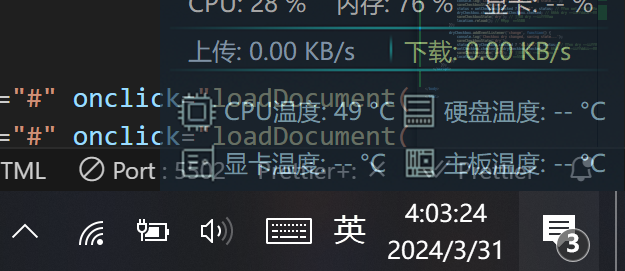 CPU: 28 % 内存: 76 % 显卡: -- %
上传: 0.00 KB/s 下载: 0.00 KB/s
="#" onclick="loadDocument(
CPU温度: 49 °C 硬盘温度: -- °C
="#" onclick="loadDocument(
显卡温度: -- °C 主板温度: -- °C
TML Port : 5502 Prettier+: × Prettier
英 4:03:24
2024/3/31
3